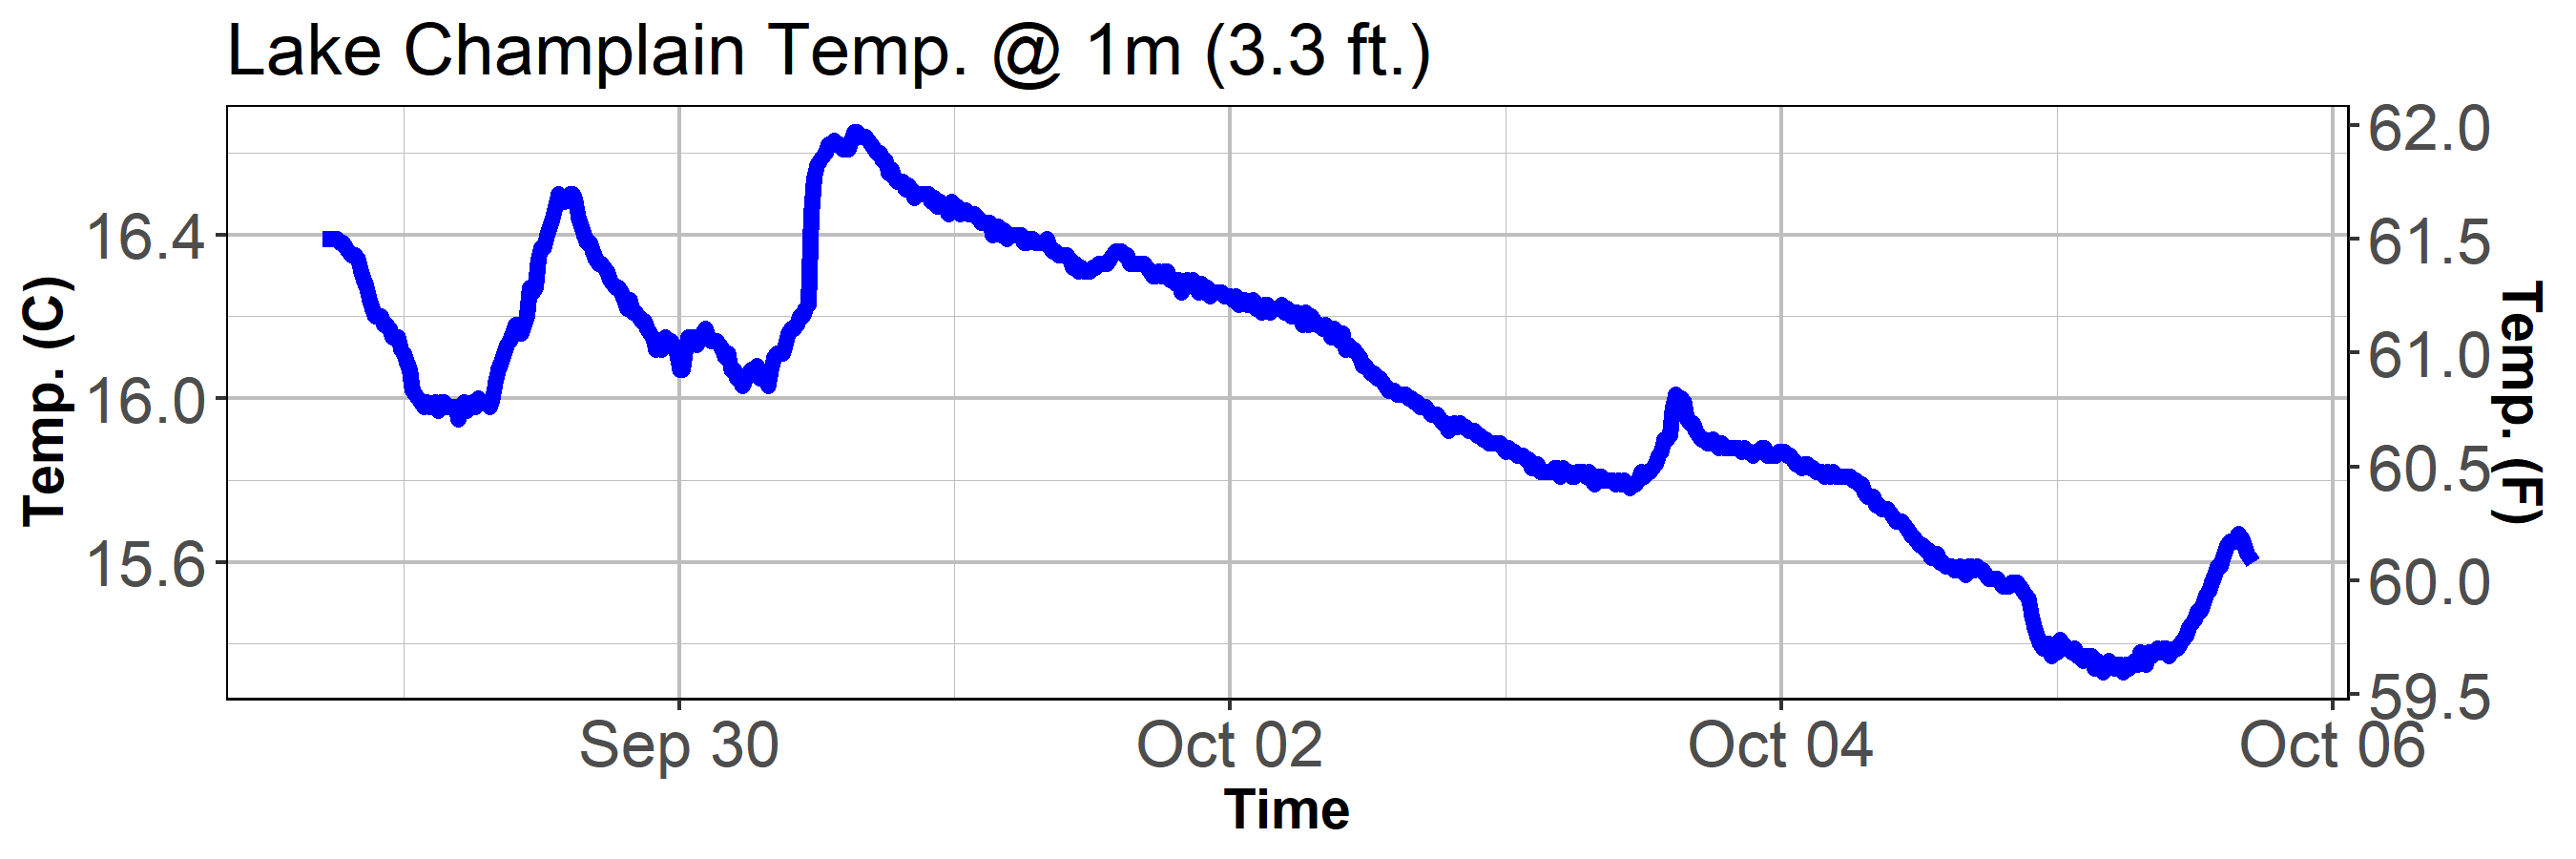 Lake Champlain Temp. @ 1m (3.3 ft.)
Temp. (C)
16.4
16.0
15.6
62.0
61.5
61.0
60.5
60.0
59.5
Temp. (F)
Sep 30
Oct 02
Oct 04
Oct 06
Time